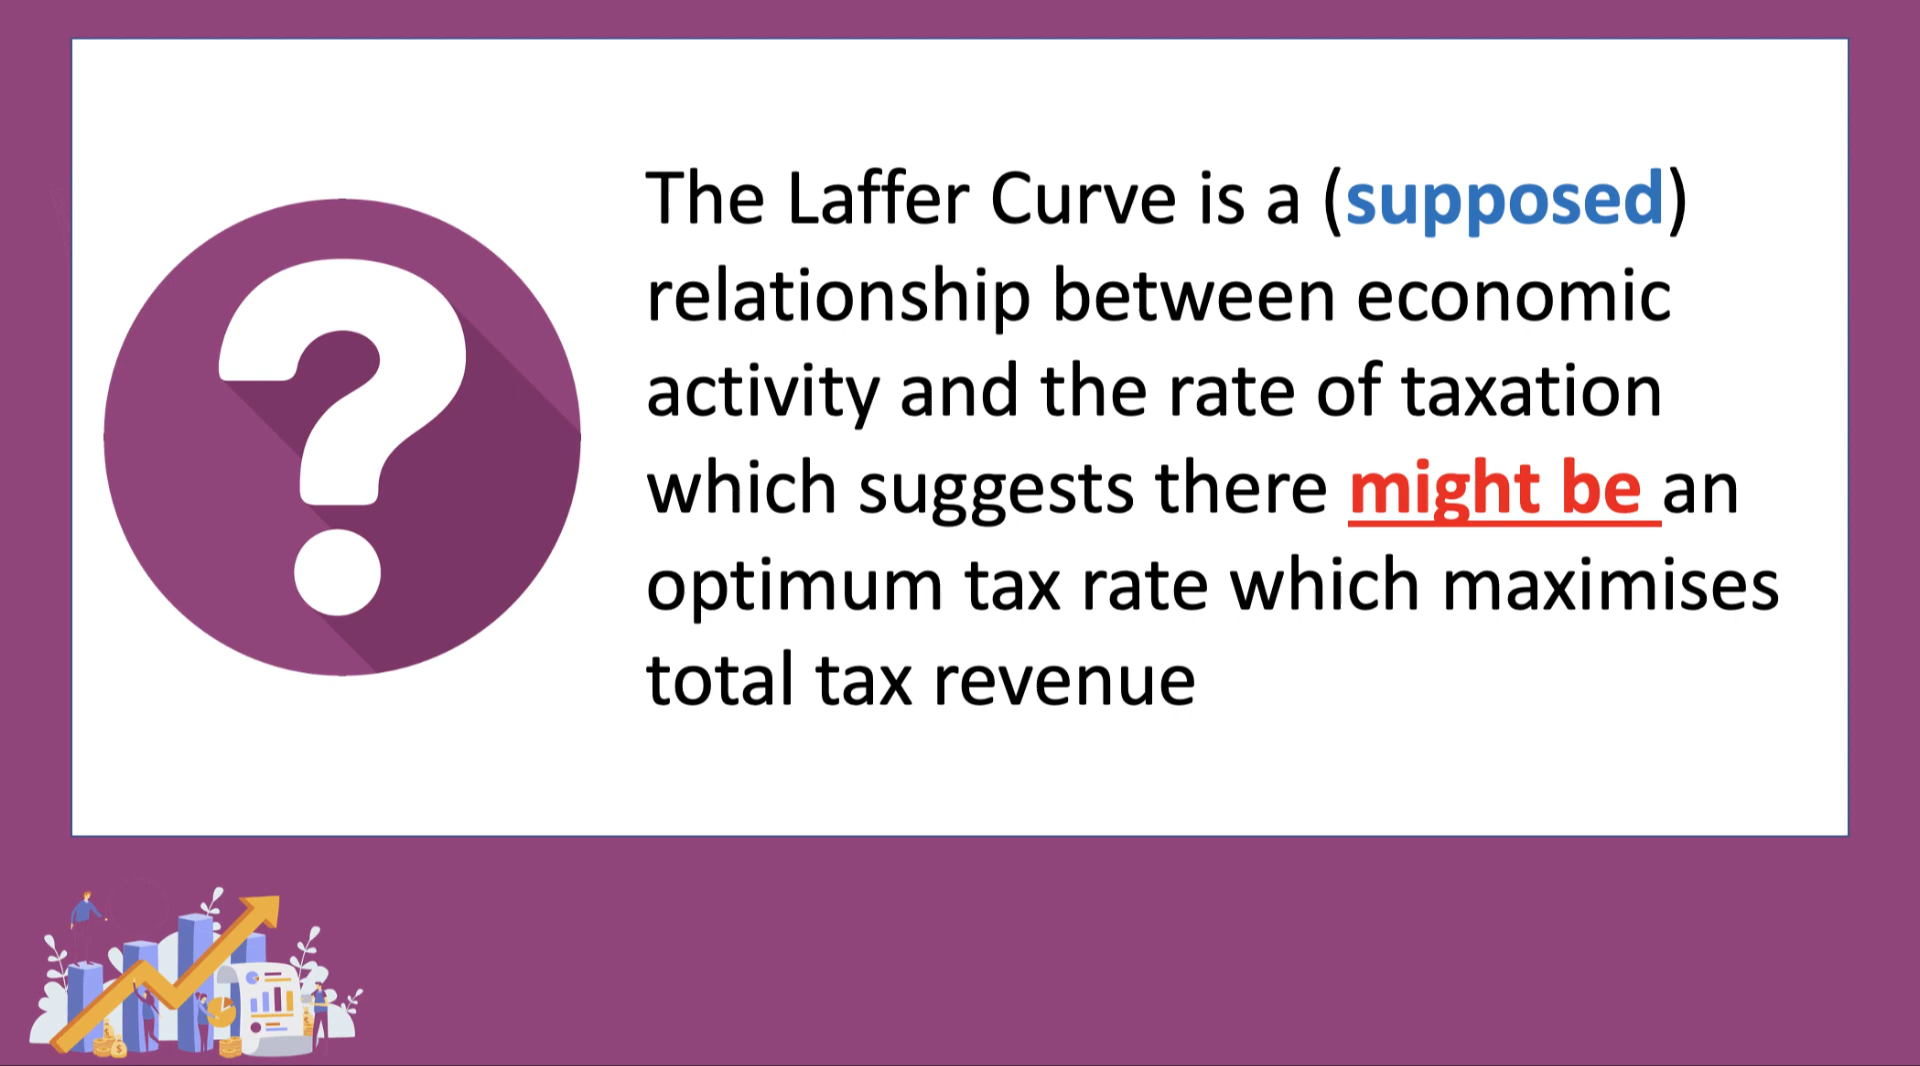 The Laffer Curve is a (supposed)
relationship between economic
activity and the rate of taxation
which suggests there might be an
optimum tax rate which maximises
total tax revenue